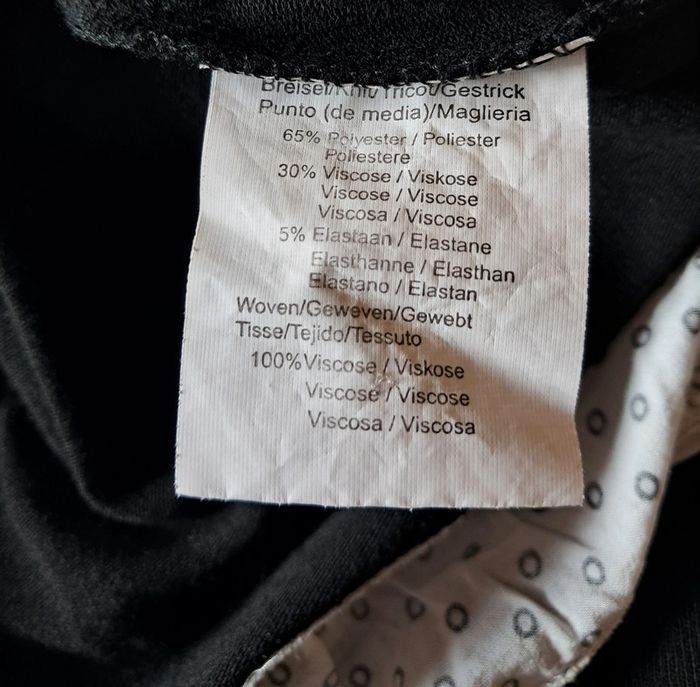 Breisel/Knit/Tricot/Gestrick
Punto (de media)/Maglieria
65% Polyester / Poliester
Poliestere
30% Viscose / Viskose
Viscose / Viscose
Viscosa / Viscosa
5% Elastaan / Elastane
Elasthanne / Elasthan
Elastano / Elastan
Woven/Geweven/Gewebt
Tisse/Tejido/Tessuto
100%Viscose / Viskose
Viscose / Viscose
Viscosa / Viscosa